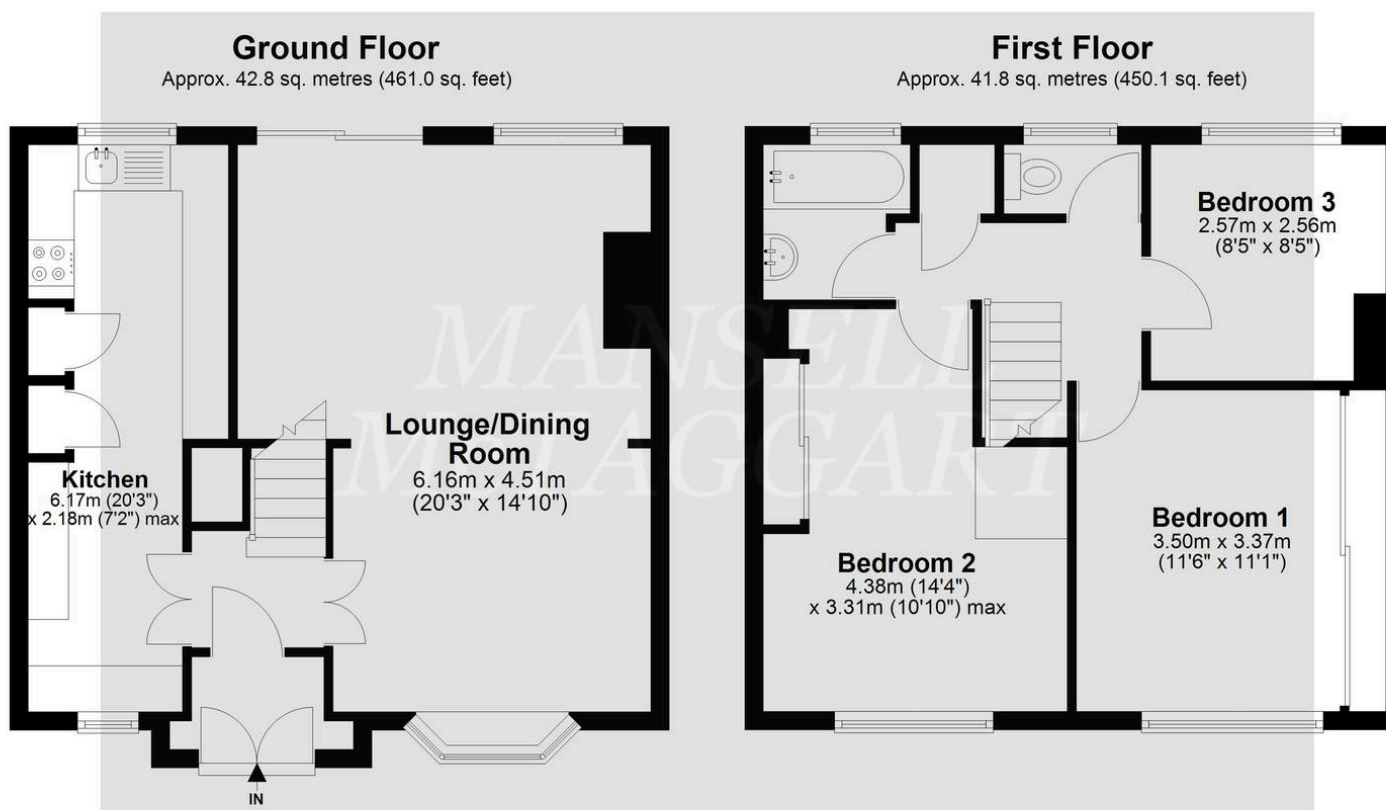 Ground Floor
Approx. 42.8 sq. metres (461.0 sq. feet)
First Floor
Approx. 41.8 sq. metres (450.1 sq. feet)
Bedroom 3
2.57m x 2.56m
(8'5" x 8'5")
MANSELL
McTAGGART
Lounge/Dining
Room
6.16m x 4.51m
(20'3" x 14'10")
Kitchen
6.17m (20'3")
x 2.18m (7'2") max
Bedroom 1
3.50m x 3.37m
(11'6" x 11'1")
Bedroom 2
4.38m (14'4")
x 3.31m (10'10") max
IN